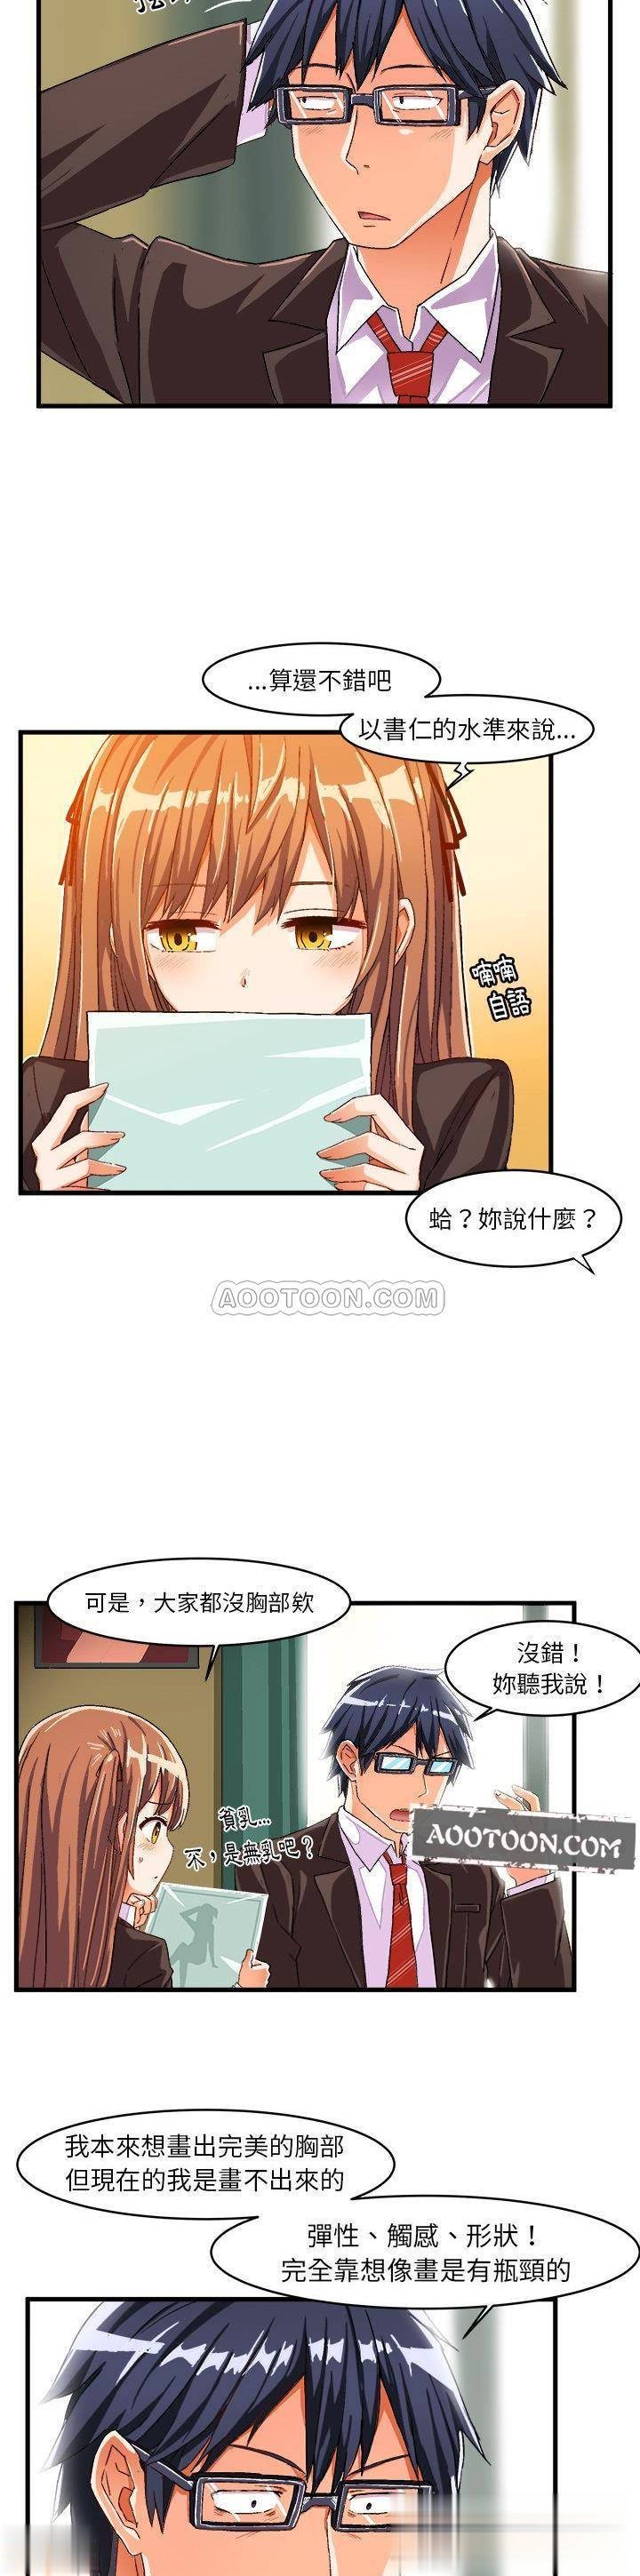 ...算還不錯吧
以書仁的水準來說...
喃喃
自語
蛤？妳說什麼？
AOOTOON.COM
可是，大家都沒胸部欸
沒錯！
妳聽我說！
貧乳...
不，是無乳吧？
AOOTOON.COM
我本來想畫出完美的胸部
但現在的我是畫不出來的
彈性、觸感、形狀！
完全靠想像畫是有瓶頸的